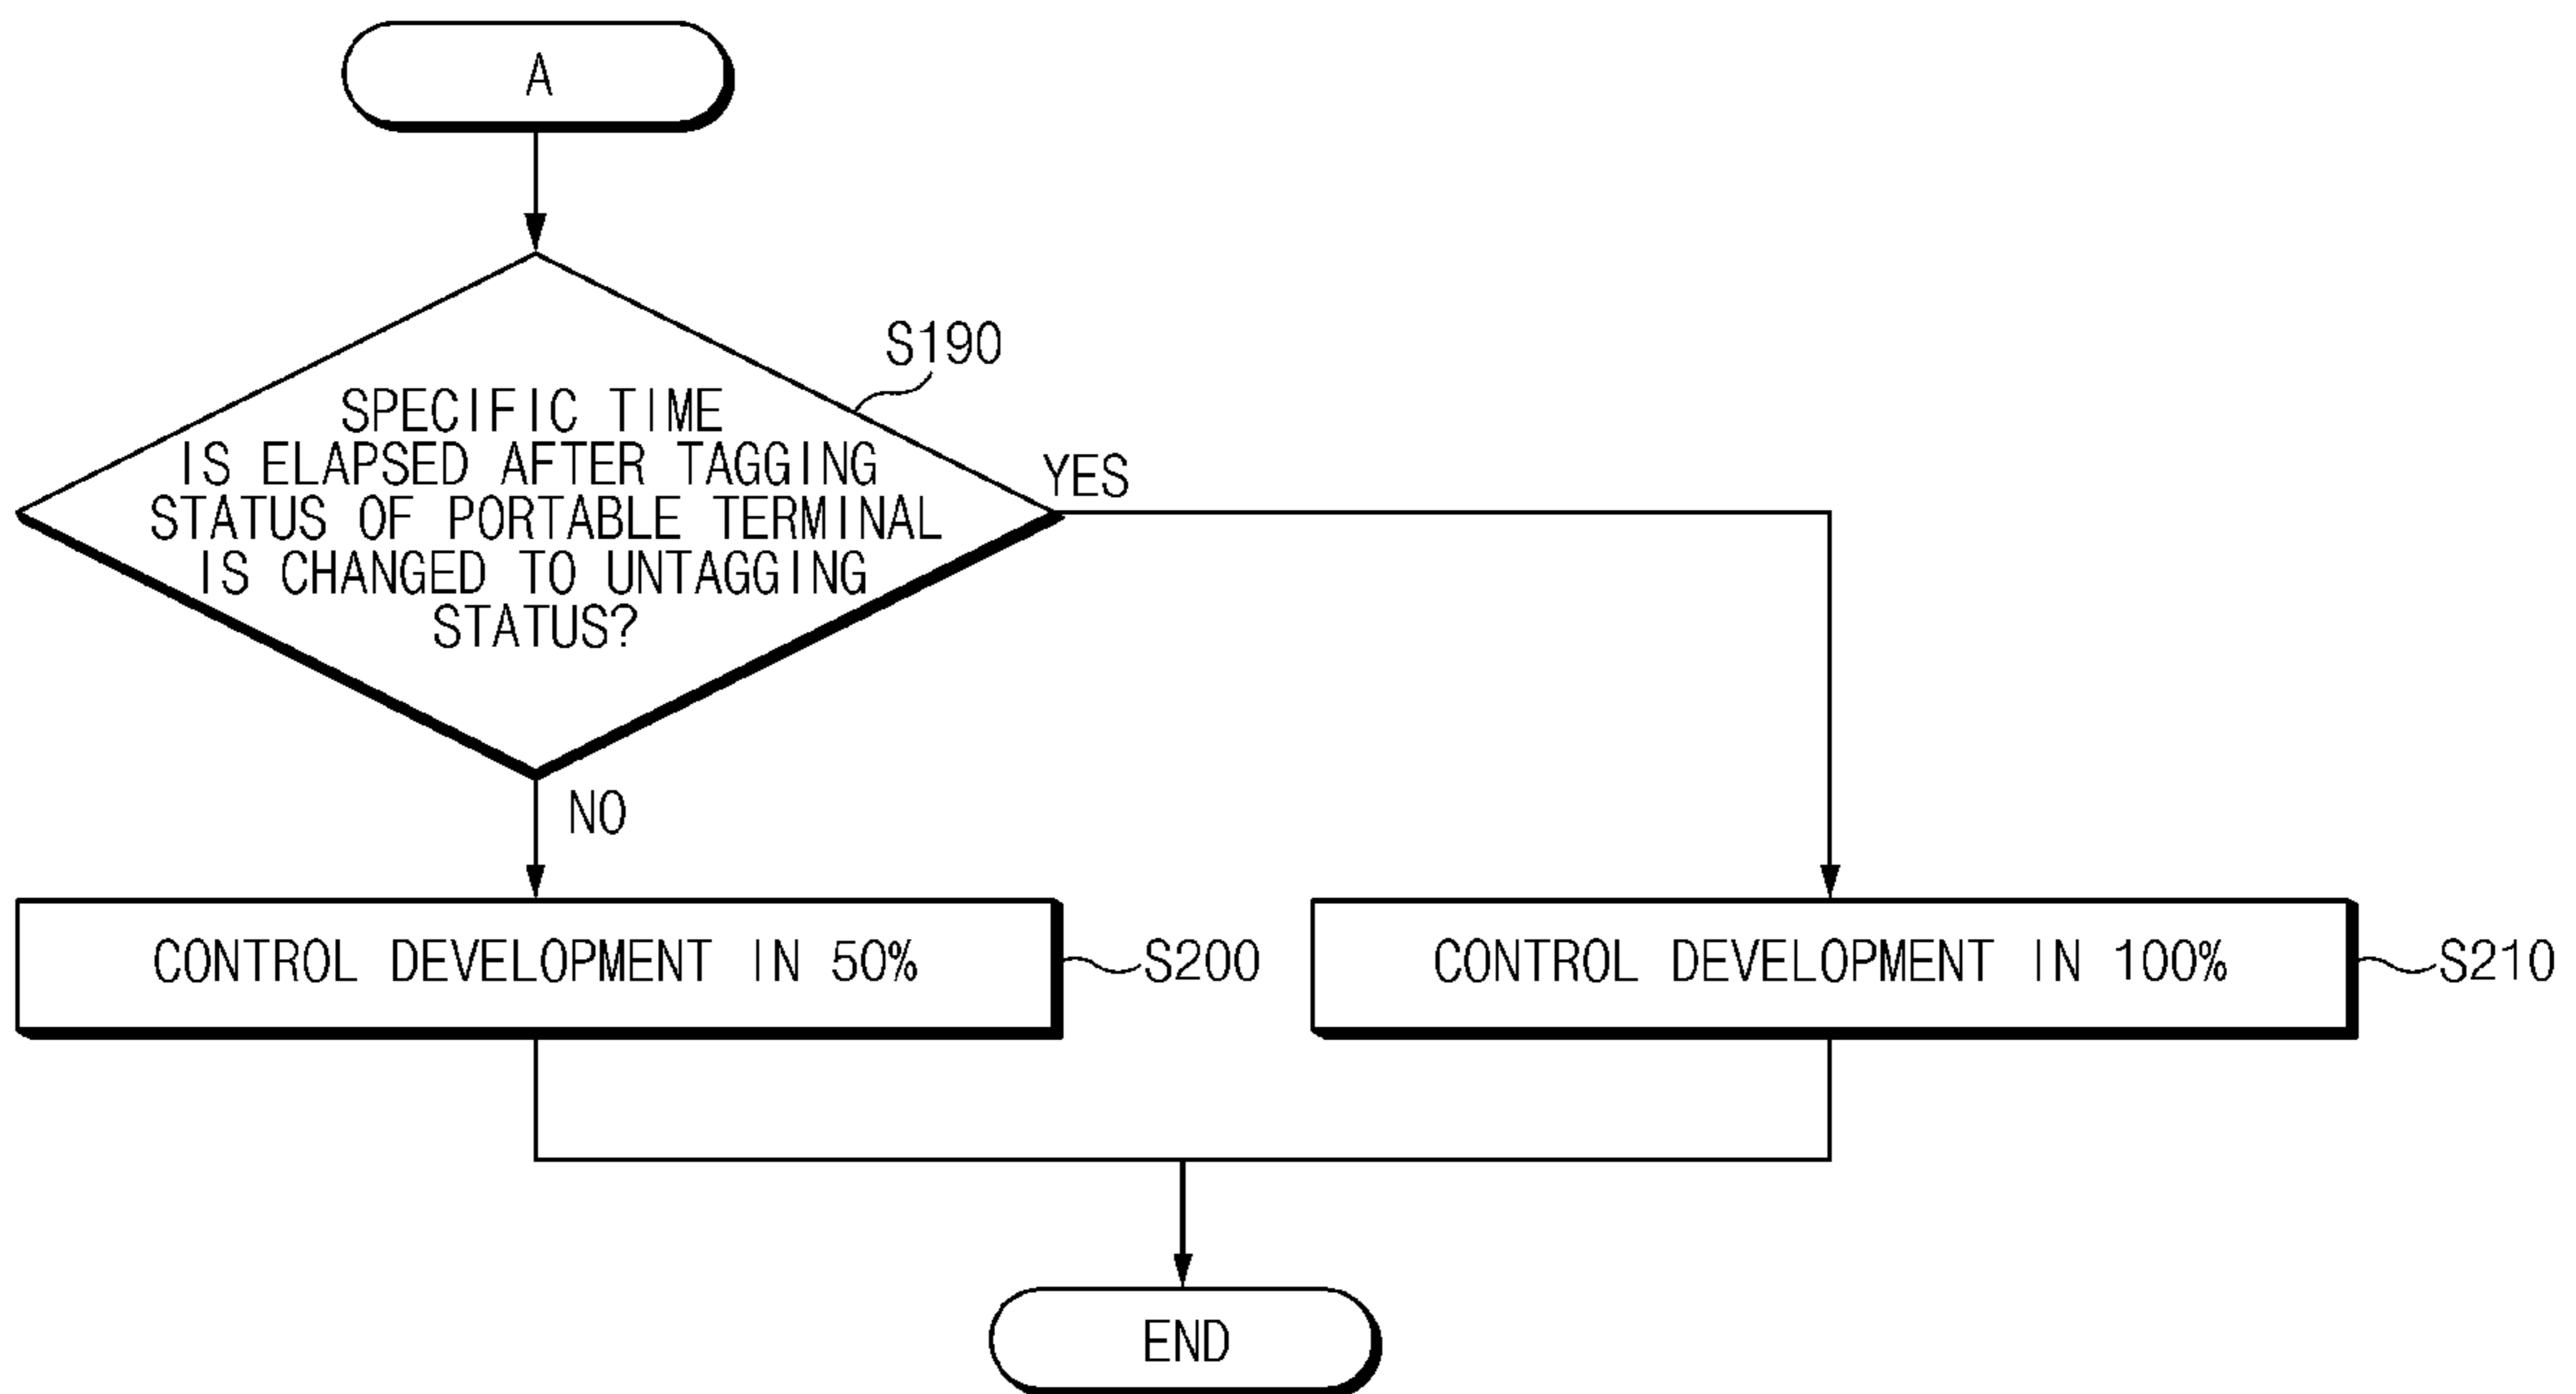 A
S190
SPECIFIC TIME
IS ELAPSED AFTER TAGGING
STATUS OF PORTABLE TERMINAL
IS CHANGED TO UNTAGGING
STATUS?
YES
NO
CONTROL DEVELOPMENT IN 50%
S200
CONTROL DEVELOPMENT IN 100%
S210
END